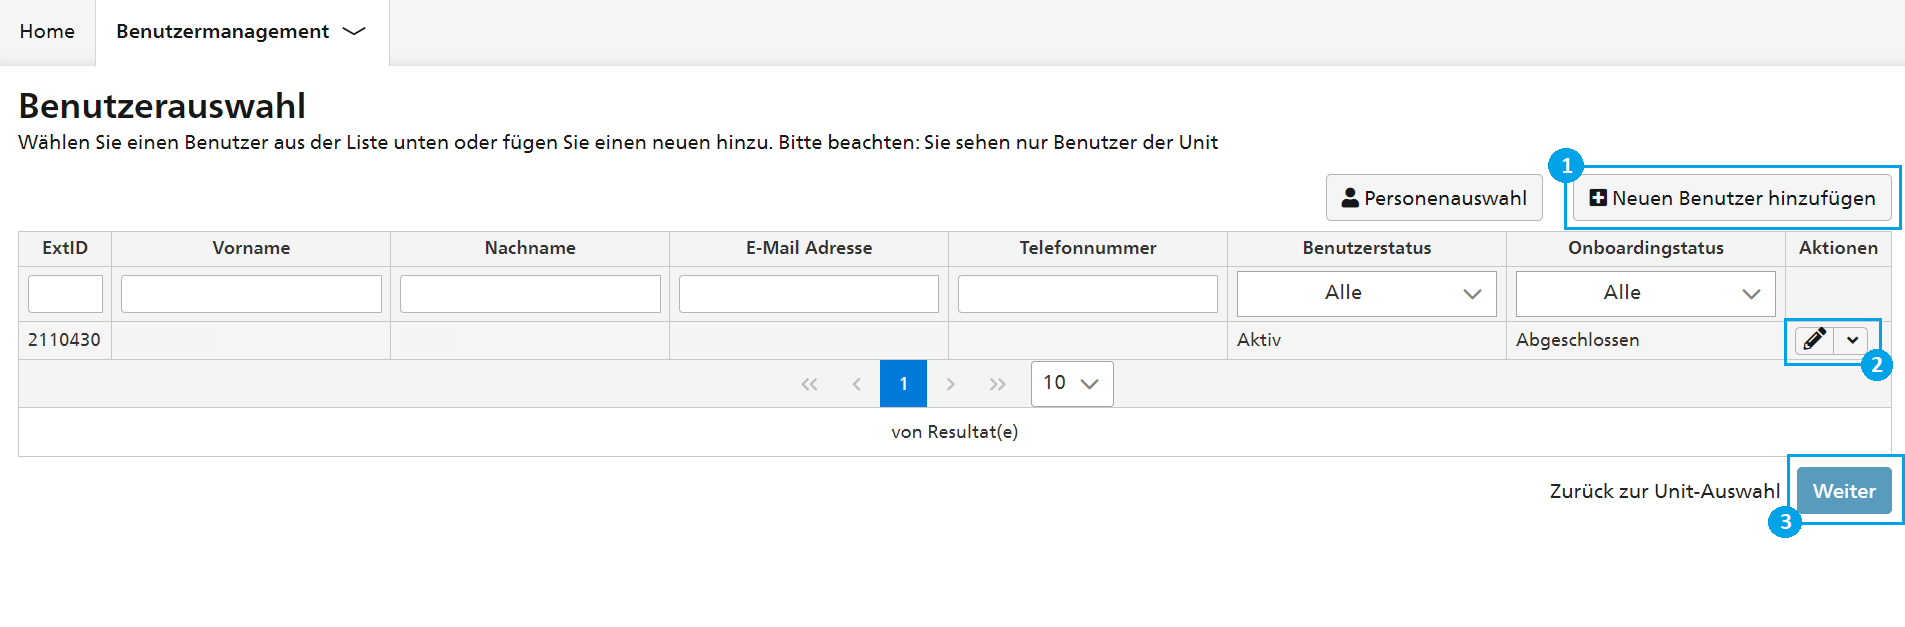 Home Benutzermanagement
Benutzerauswahl
Wählen Sie einen Benutzer aus der Liste unten oder fügen Sie einen neuen hinzu. Bitte beachten: Sie sehen nur Benutzer der Unit
1
Personenauswahl Neuen Benutzer hinzufügen
ExtID Vorname Nachname E-Mail Adresse Telefonnummer Benutzerstatus Onboardingstatus Aktionen
Alle Alle
2110430 Aktiv Abgeschlossen
2
1 10
von Resultat(e)
Zurück zur Unit-Auswahl Weiter
3